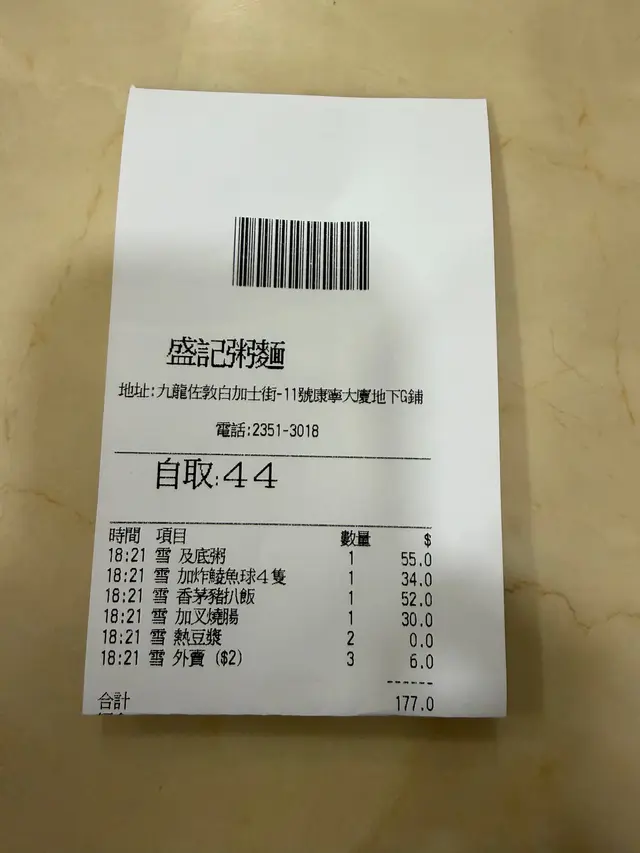 盛記粥麵
地址:九龍佐敦白加士街-11號康寧大廈地下G鋪
電話:2351-3018
自取:44
時間 項目 數量 $
18:21 雪 及底粥 1 55.0
18:21 雪 加炸鯪魚球4隻 1 34.0
18:21 雪 香茅豬扒飯 1 52.0
18:21 雪 加叉燒腸 1 30.0
18:21 雪 熱豆漿 2 0.0
18:21 雪 外賣 ($2) 3 6.0
------
合計 177.0